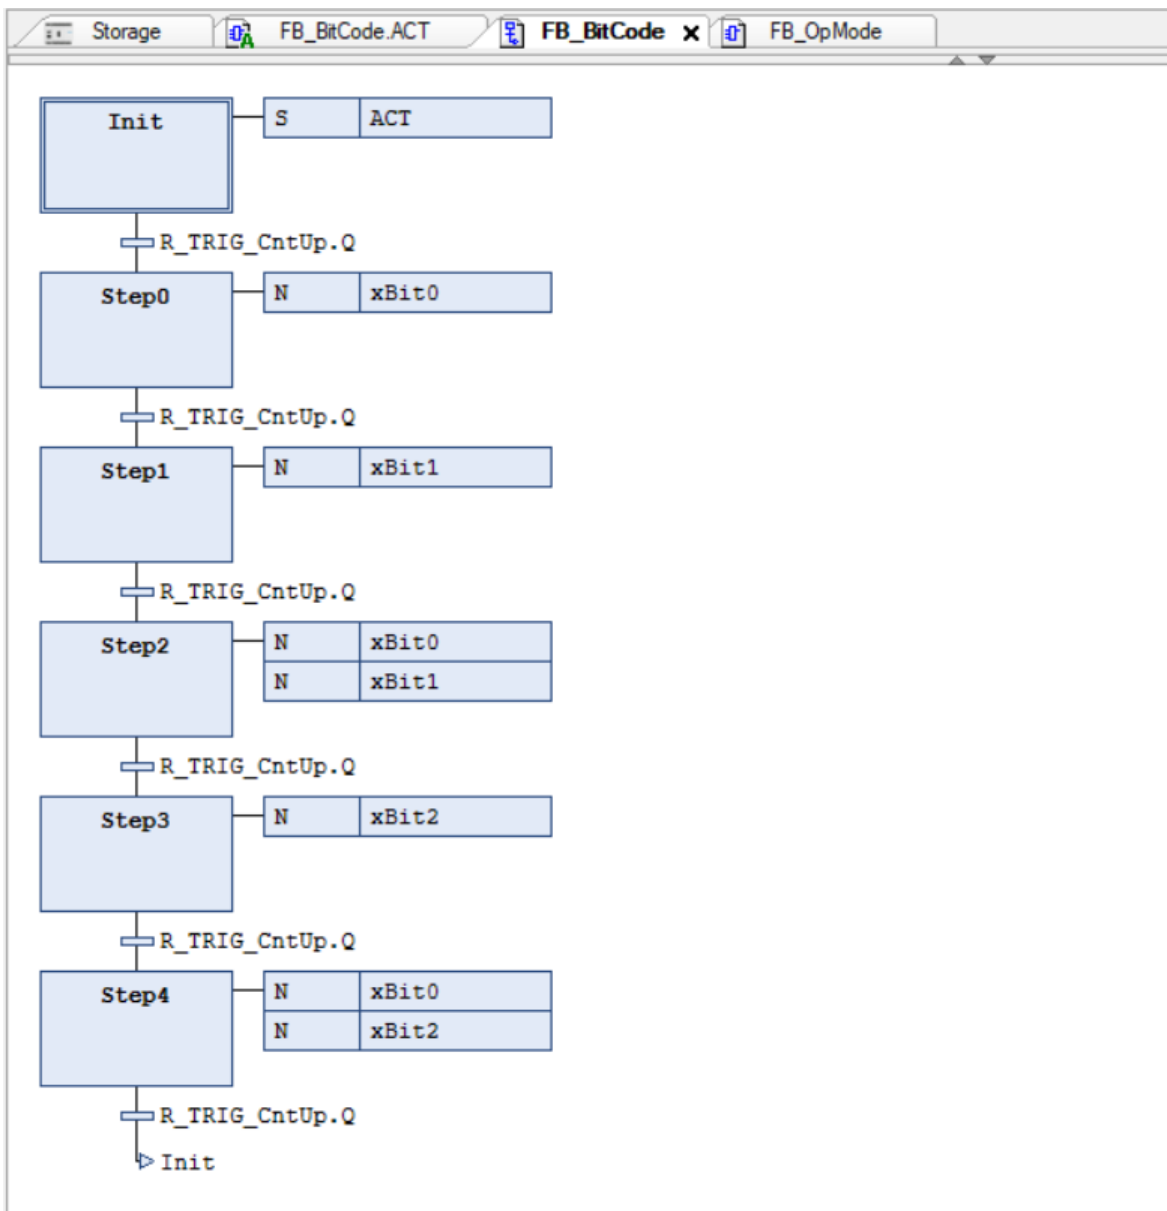 Storage FB_BitCode.ACT FB_BitCode FB_OpMode
Init S ACT
R_TRIG_CntUp.Q
Step0 N xBit0
R_TRIG_CntUp.Q
Step1 N xBit1
R_TRIG_CntUp.Q
Step2 N xBit0
N xBit1
R_TRIG_CntUp.Q
Step3 N xBit2
R_TRIG_CntUp.Q
Step4 N xBit0
N xBit2
R_TRIG_CntUp.Q
Init